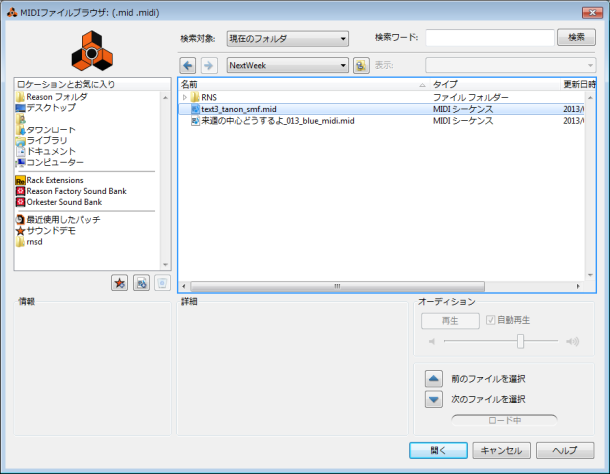 MIDIファイルブラウザ: (.mid .midi)
検索対象: 現在のフォルダ 検索ワード: 検索
NextWeek 表示:
ロケーションとお気に入り
Reason フォルダ
デスクトップ
ダウンロート
ライブラリ
ドキュメント
コンピューター
Rack Extensions
Reason Factory Sound Bank
Orkester Sound Bank
最近使用したパッチ
サウンドデモ
rnsd
名前 タイプ 更新日時
RNS ファイル フォルダー
text3_tanon_smf.mid MIDI シーケンス 2013/
来週の中心どうするよ_013_blue_midi.mid MIDI シーケンス 2013/
情報
詳細
オーディション
再生 自動再生
前のファイルを選択
次のファイルを選択
ロード中
開く キャンセル ヘルプ